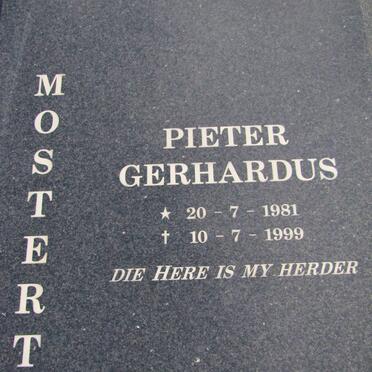 MOSTERT
PIETER
GERHARDUS
★ 20 - 7 - 1981
† 10 - 7 - 1999
DIE HERE IS MY HERDER